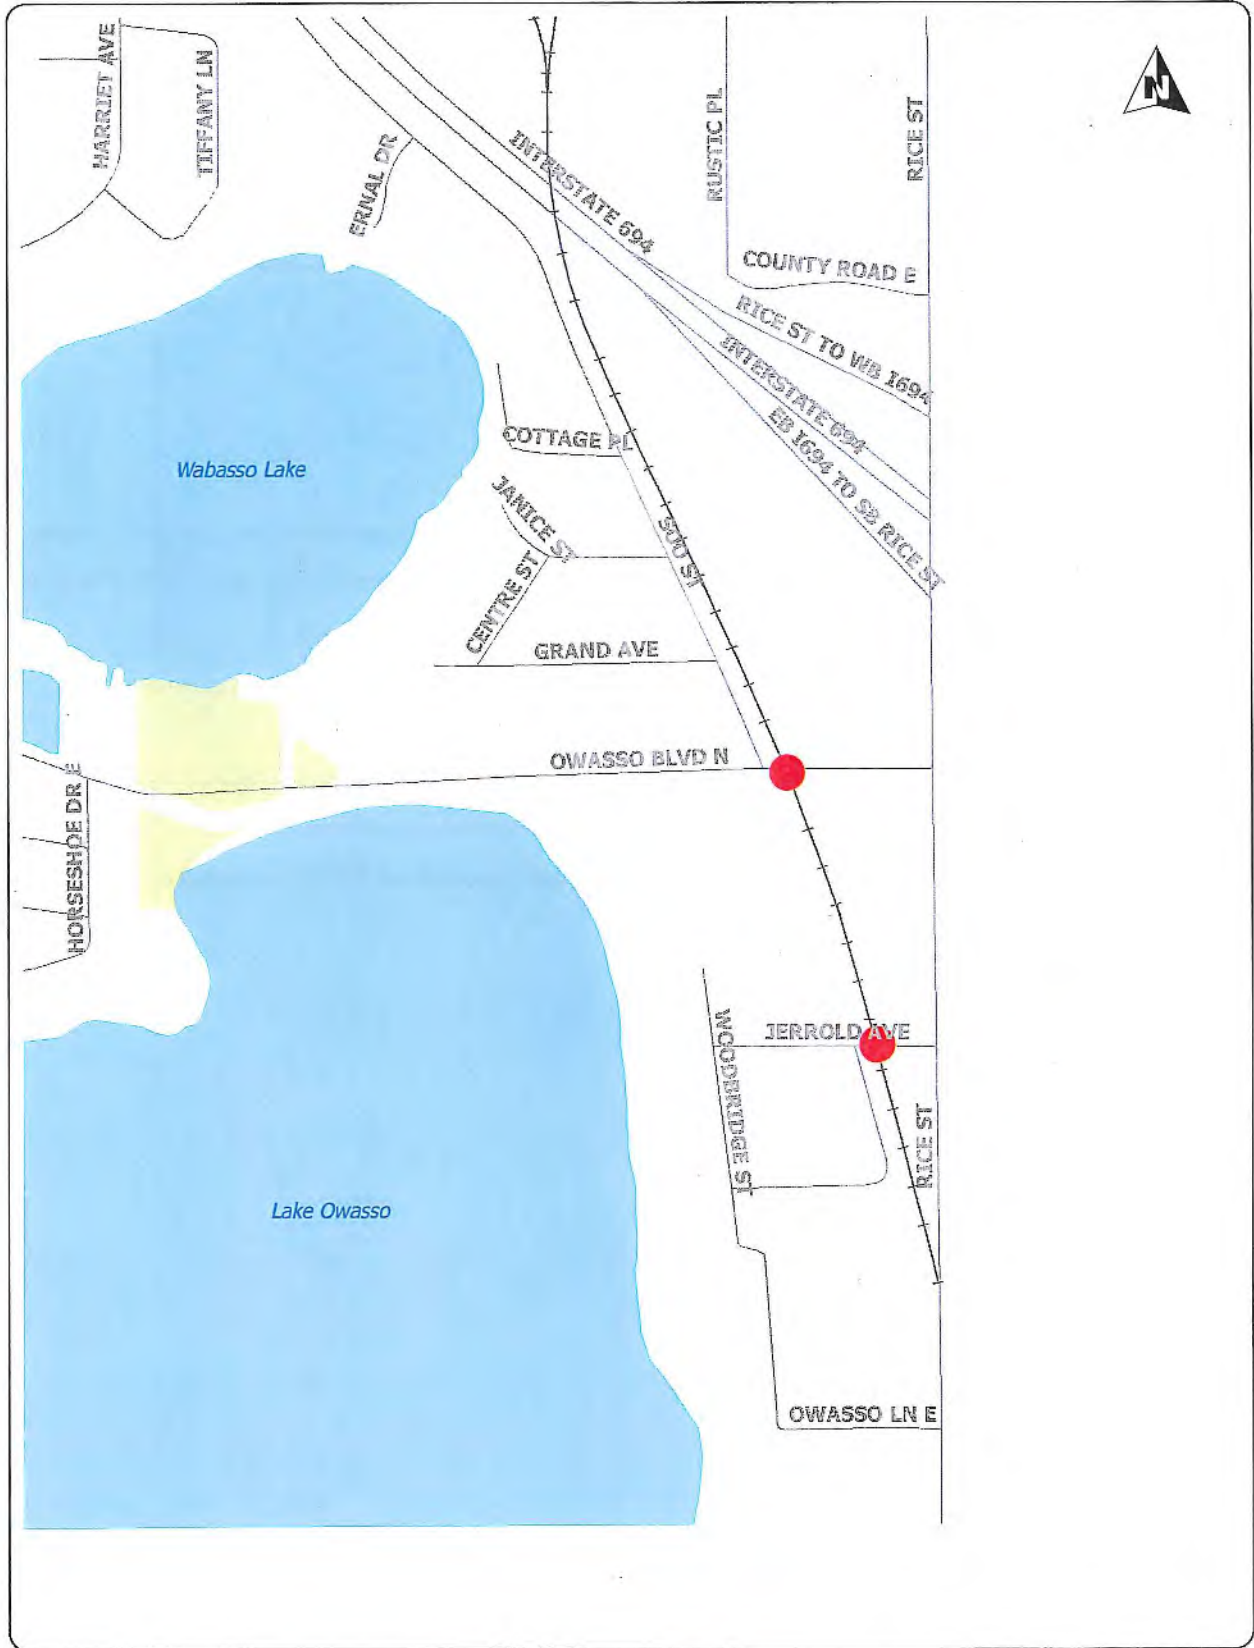 HARRIET AVE
TIFFANY LN
ERNAL DR
INTERSTATE 694
RUSTIC PL
RICE ST
N
COUNTY ROAD E
RICE ST TO WB I694
INTERSTATE 694
EB I694 TO SB RICE ST
COTTAGE PL
Wabasso Lake
JANICE ST
SOO ST
CENTRE ST
GRAND AVE
OWASSO BLVD N
HORSESHOE DR E
JERROLD AVE
WOODBRIDGE ST
RICE ST
Lake Owasso
OWASSO LN E